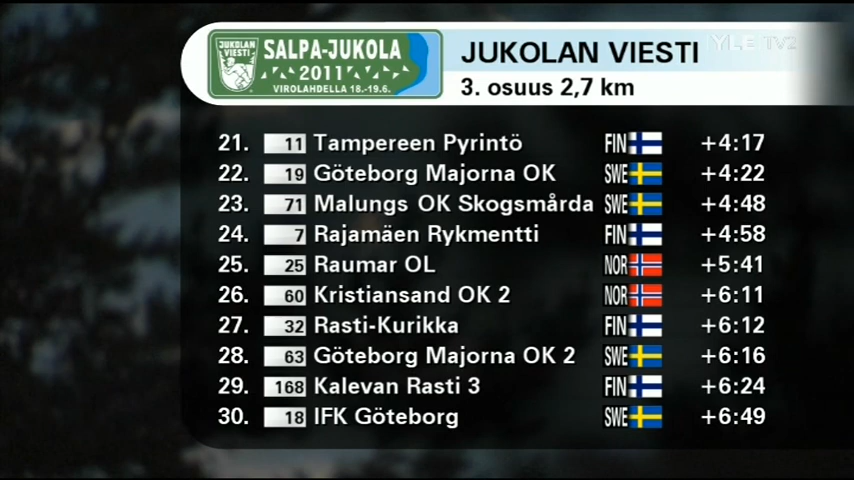 JUKOLAN
VIESTI
SALPA-JUKOLA
2011
VIROLAHDELLA 18.-19.6.
JUKOLAN VIESTI
YLE TV2
3. osuus 2,7 km
21. 11 Tampereen Pyrintö FIN +4:17
22. 19 Göteborg Majorna OK SWE +4:22
23. 71 Malungs OK Skogsmårda SWE +4:48
24. 7 Rajamäen Rykmentti FIN +4:58
25. 25 Raumar OL NOR +5:41
26. 60 Kristiansand OK 2 NOR +6:11
27. 32 Rasti-Kurikka FIN +6:12
28. 63 Göteborg Majorna OK 2 SWE +6:16
29. 168 Kalevan Rasti 3 FIN +6:24
30. 18 IFK Göteborg SWE +6:49